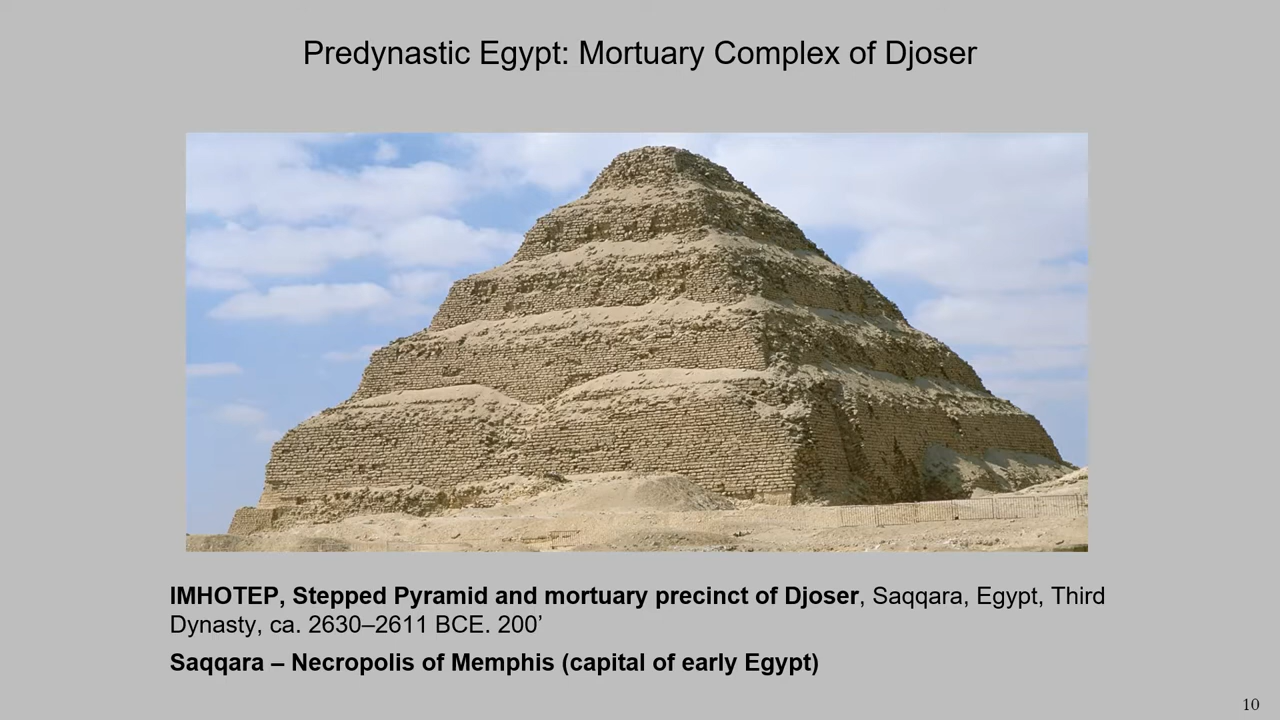 Predynastic Egypt: Mortuary Complex of Djoser
IMHOTEP, Stepped Pyramid and mortuary precinct of Djoser, Saqqara, Egypt, Third
Dynasty, ca. 2630–2611 BCE. 200’
Saqqara – Necropolis of Memphis (capital of early Egypt)
10